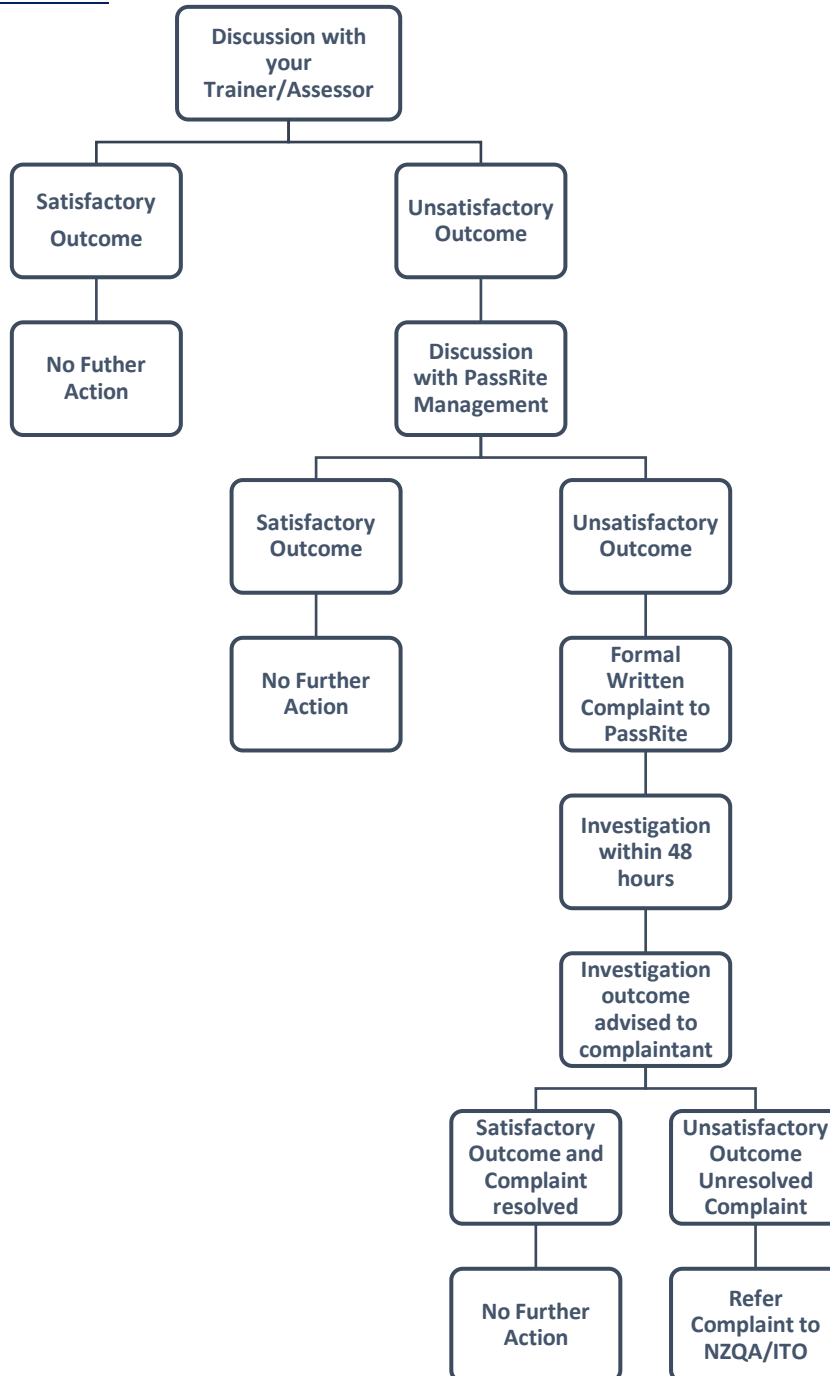 Discussion with
your
Trainer/Assessor
Satisfactory
Outcome
Unsatisfactory
Outcome
No Futher
Action
Discussion
with PassRite
Management
Satisfactory
Outcome
Unsatisfactory
Outcome
No Further
Action
Formal
Written
Complaint to
PassRite
Investigation
within 48
hours
Investigation
outcome
advised to
complaintant
Satisfactory
Outcome and
Complaint
resolved
Unsatisfactory
Outcome
Unresolved
Complaint
No Further
Action
Refer
Complaint to
NZQA/ITO